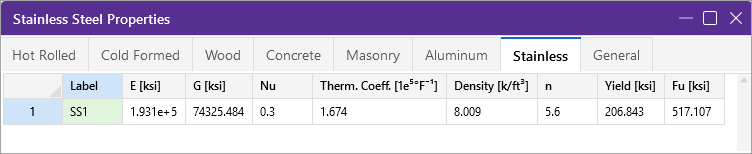 Stainless Steel Properties
Hot Rolled Cold Formed Wood Concrete Masonry Aluminum Stainless General
Label E [ksi] G [ksi] Nu Therm. Coeff. [1e⁵°F⁻¹] Density [k/ft³] n Yield [ksi] Fu [ksi]
1 SS1 1.931e+5 74325.484 0.3 1.674 8.009 5.6 206.843 517.107